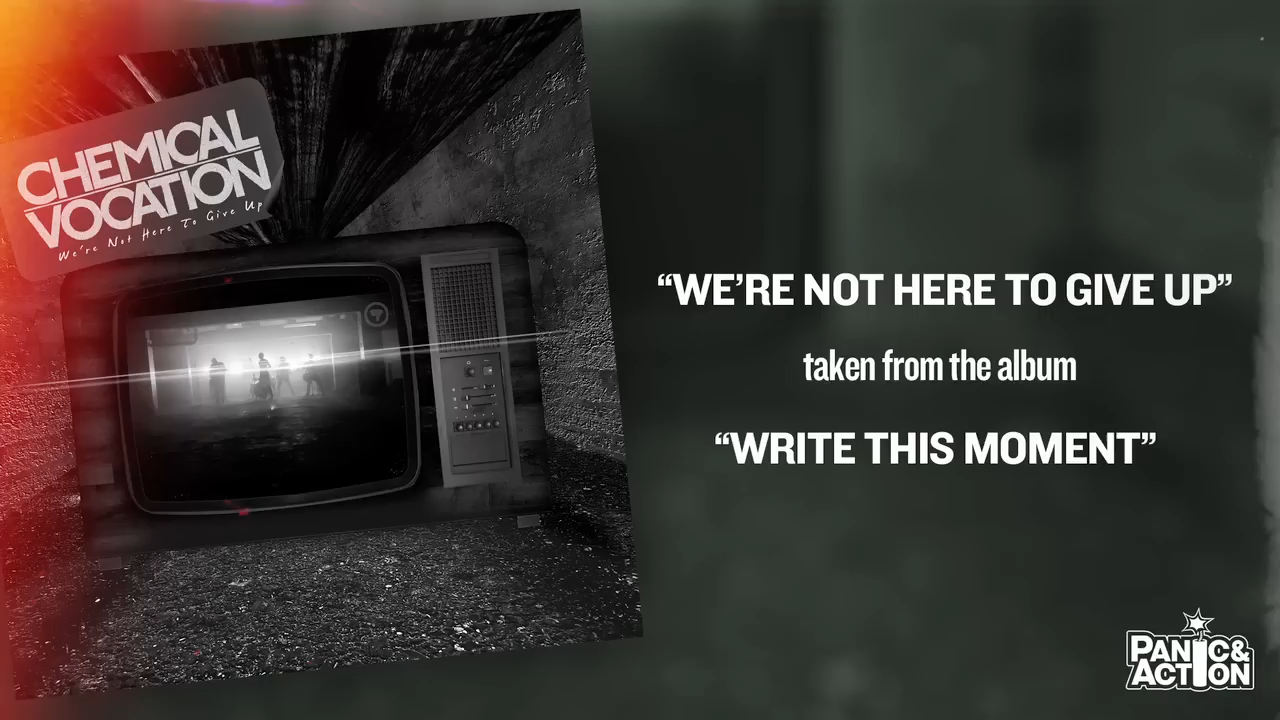 CHEMICAL
VOCATION
We're Not Here To Give Up
“WE’RE NOT HERE TO GIVE UP”
taken from the album
“WRITE THIS MOMENT”
PANIC&
ACTION